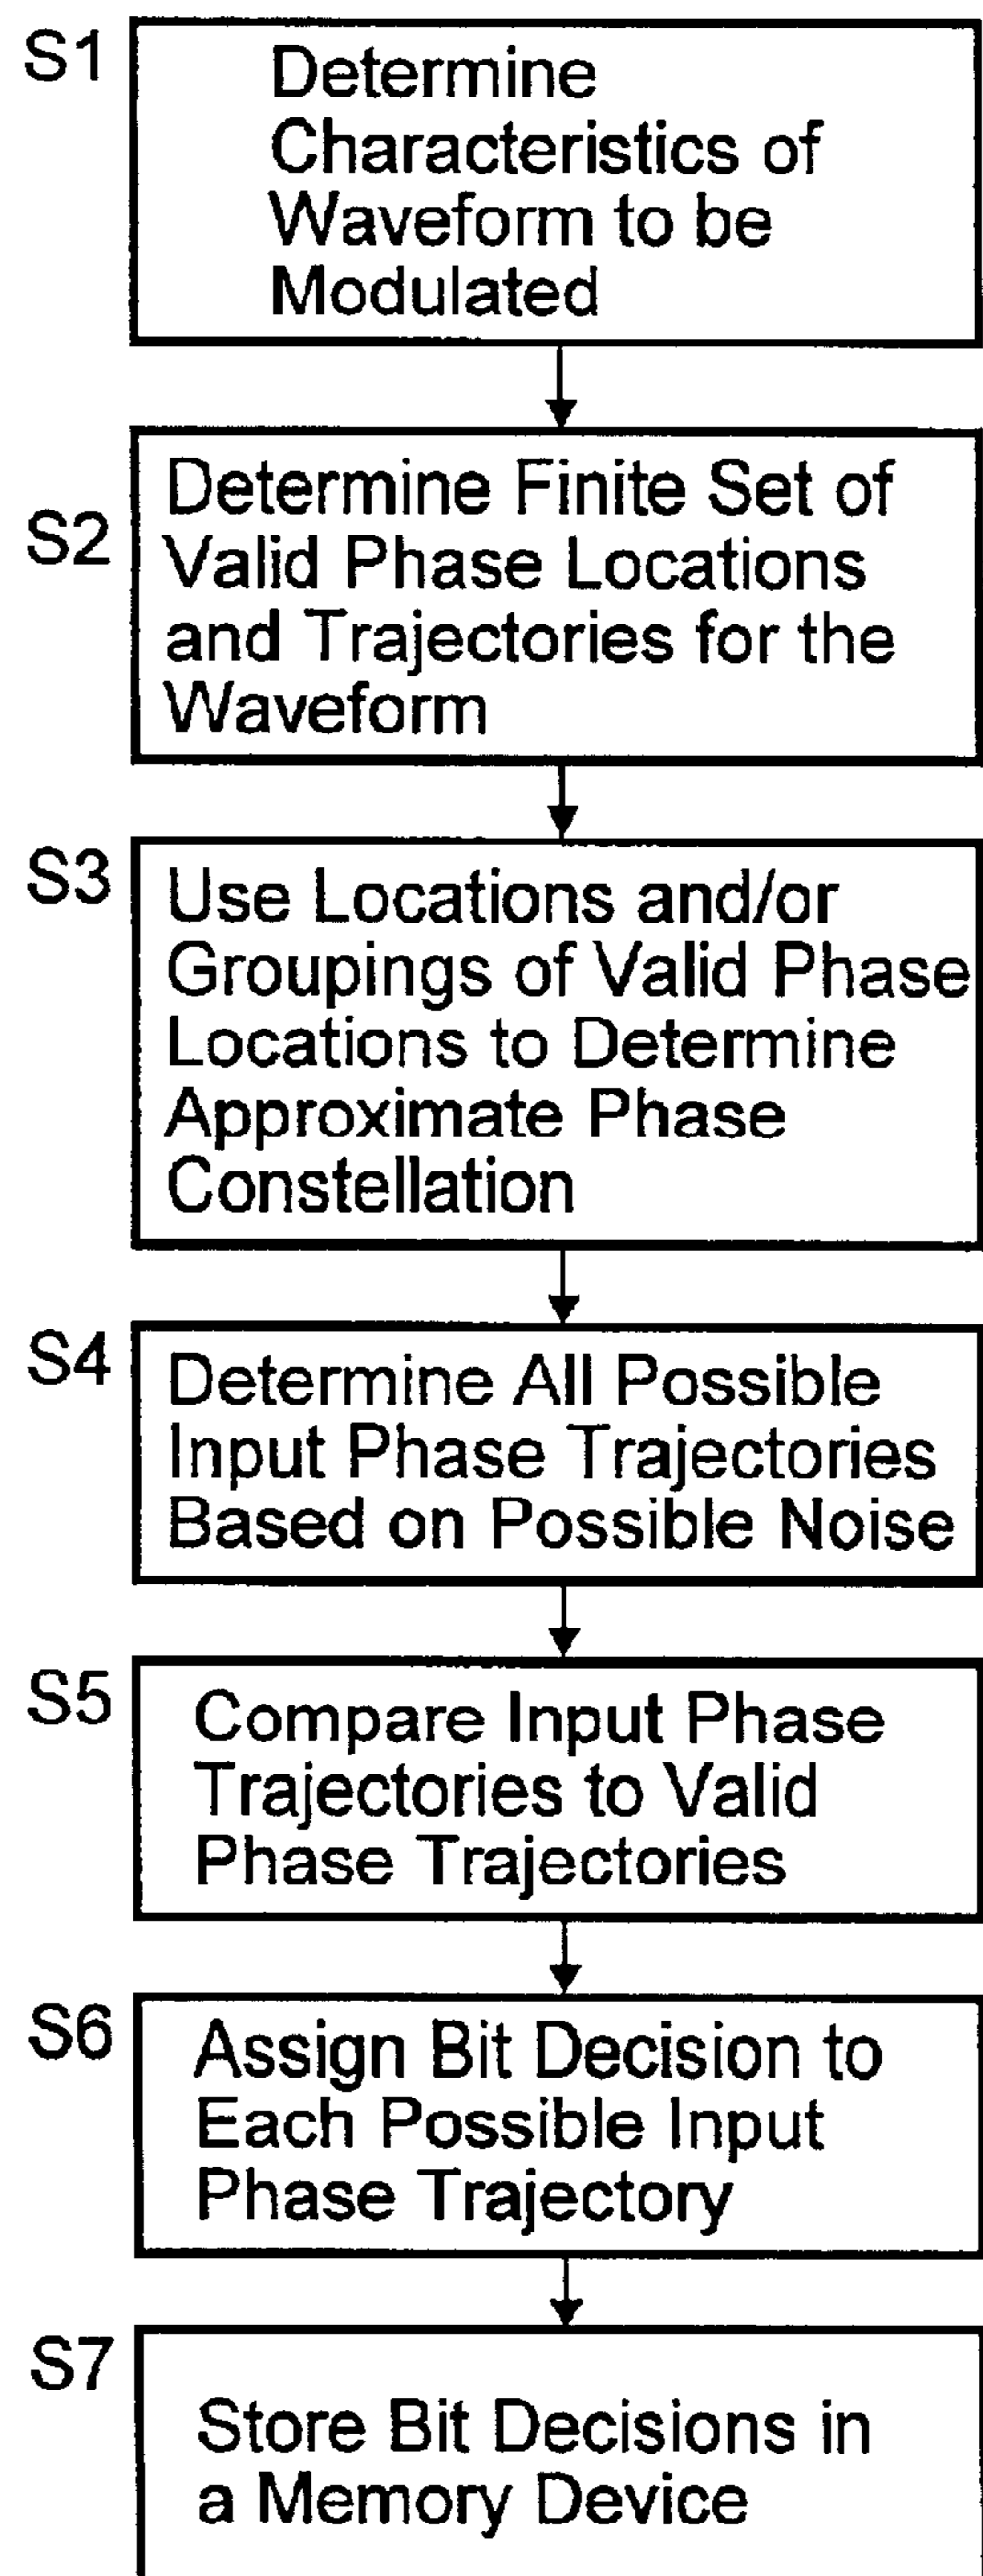 S1
Determine
Characteristics of
Waveform to be
Modulated
S2
Determine Finite Set of
Valid Phase Locations
and Trajectories for the
Waveform
S3
Use Locations and/or
Groupings of Valid Phase
Locations to Determine
Approximate Phase
Constellation
S4
Determine All Possible
Input Phase Trajectories
Based on Possible Noise
S5
Compare Input Phase
Trajectories to Valid
Phase Trajectories
S6
Assign Bit Decision to
Each Possible Input
Phase Trajectory
S7
Store Bit Decisions in
a Memory Device